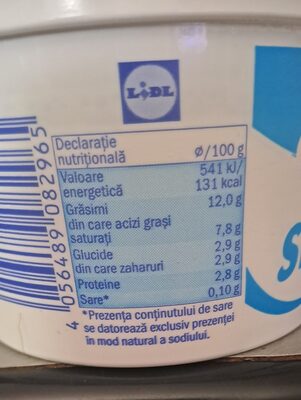 LIDL
Declarație
nutrițională ø/100 g
Valoare 541 kJ/
energetică 131 kcal
Grăsimi 12,0 g
din care acizi grași
saturați 7,8 g
Glucide 2,9 g
din care zaharuri 2,9 g
Proteine 2,8 g
Sare* 0,10 g
*Prezența conținutului de sare
se datorează exclusiv prezenței
în mod natural a sodiului.
4 056489 082965